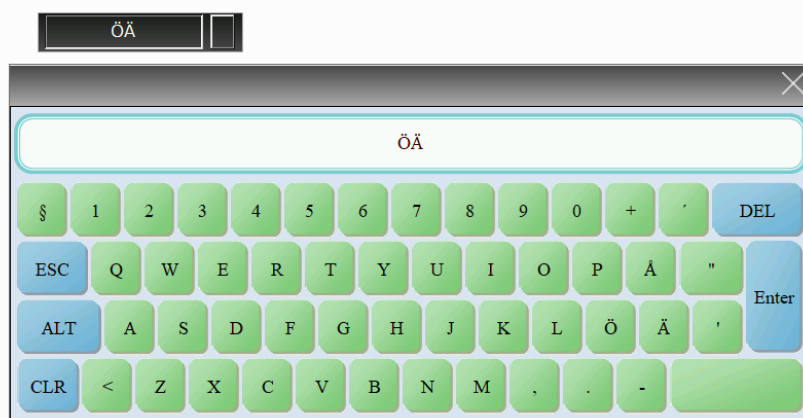 ÖÄ
ÖÄ
§ 1 2 3 4 5 6 7 8 9 0 + ´ DEL
ESC Q W E R T Y U I O P Å "
Enter
ALT A S D F G H J K L Ö Ä '
CLR < Z X C V B N M , . -